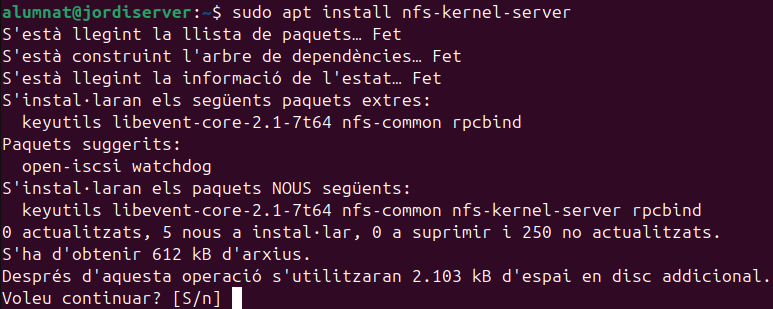 alumnat@jordiserver:~$ sudo apt install nfs-kernel-server
S'està llegint la llista de paquets… Fet
S'està construint l'arbre de dependències… Fet
S'està llegint la informació de l'estat… Fet
S'instal·laran els següents paquets extres:
  keyutils libevent-core-2.1-7t64 nfs-common rpcbind
Paquets suggerits:
  open-iscsi watchdog
S'instal·laran els paquets NOUS següents:
  keyutils libevent-core-2.1-7t64 nfs-common nfs-kernel-server rpcbind
0 actualitzats, 5 nous a instal·lar, 0 a suprimir i 250 no actualitzats.
S'ha d'obtenir 612 kB d'arxius.
Després d'aquesta operació s'utilitzaran 2.103 kB d'espai en disc addicional.
Voleu continuar? [S/n]